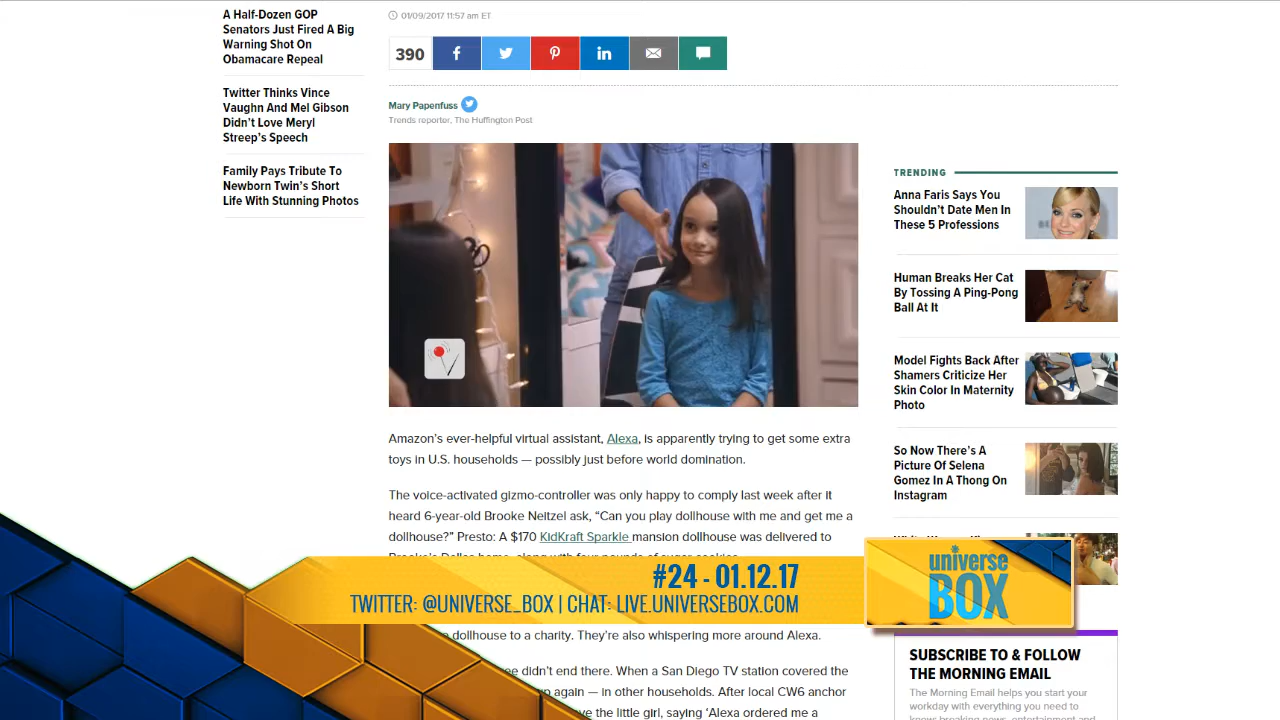 A Half-Dozen GOP
Senators Just Fired A Big
Warning Shot On
Obamacare Repeal
Twitter Thinks Vince
Vaughn And Mel Gibson
Didn't Love Meryl
Streep's Speech
Family Pays Tribute To
Newborn Twin's Short
Life With Stunning Photos
01/09/2017 11:57 am ET
390
Mary Papenfuss
Trends reporter, The Huffington Post
Amazon's ever-helpful virtual assistant, Alexa, is apparently trying to get some extra
toys in U.S. households — possibly just before world domination.
The voice-activated gizmo-controller was only happy to comply last week after it
heard 6-year-old Brooke Neitzel ask, "Can you play dollhouse with me and get me a
dollhouse?" Presto: A $170 KidKraft Sparkle mansion dollhouse was delivered to
dollhouse to a charity. They're also whispering more around Alexa.
didn't end there. When a San Diego TV station covered the
again — in other households. After local CW6 anchor
the little girl, saying 'Alexa ordered me a
TRENDING
Anna Faris Says You
Shouldn't Date Men In
These 5 Professions
Human Breaks Her Cat
By Tossing A Ping-Pong
Ball At It
Model Fights Back After
Shamers Criticize Her
Skin Color In Maternity
Photo
So Now There's A
Picture Of Selena
Gomez In A Thong On
Instagram
SUBSCRIBE TO & FOLLOW
THE MORNING EMAIL
The Morning Email helps you start your
workday with everything you need to
#24 - 01.12.17
TWITTER: @UNIVERSE_BOX | CHAT: LIVE.UNIVERSEBOX.COM
universe
BOX